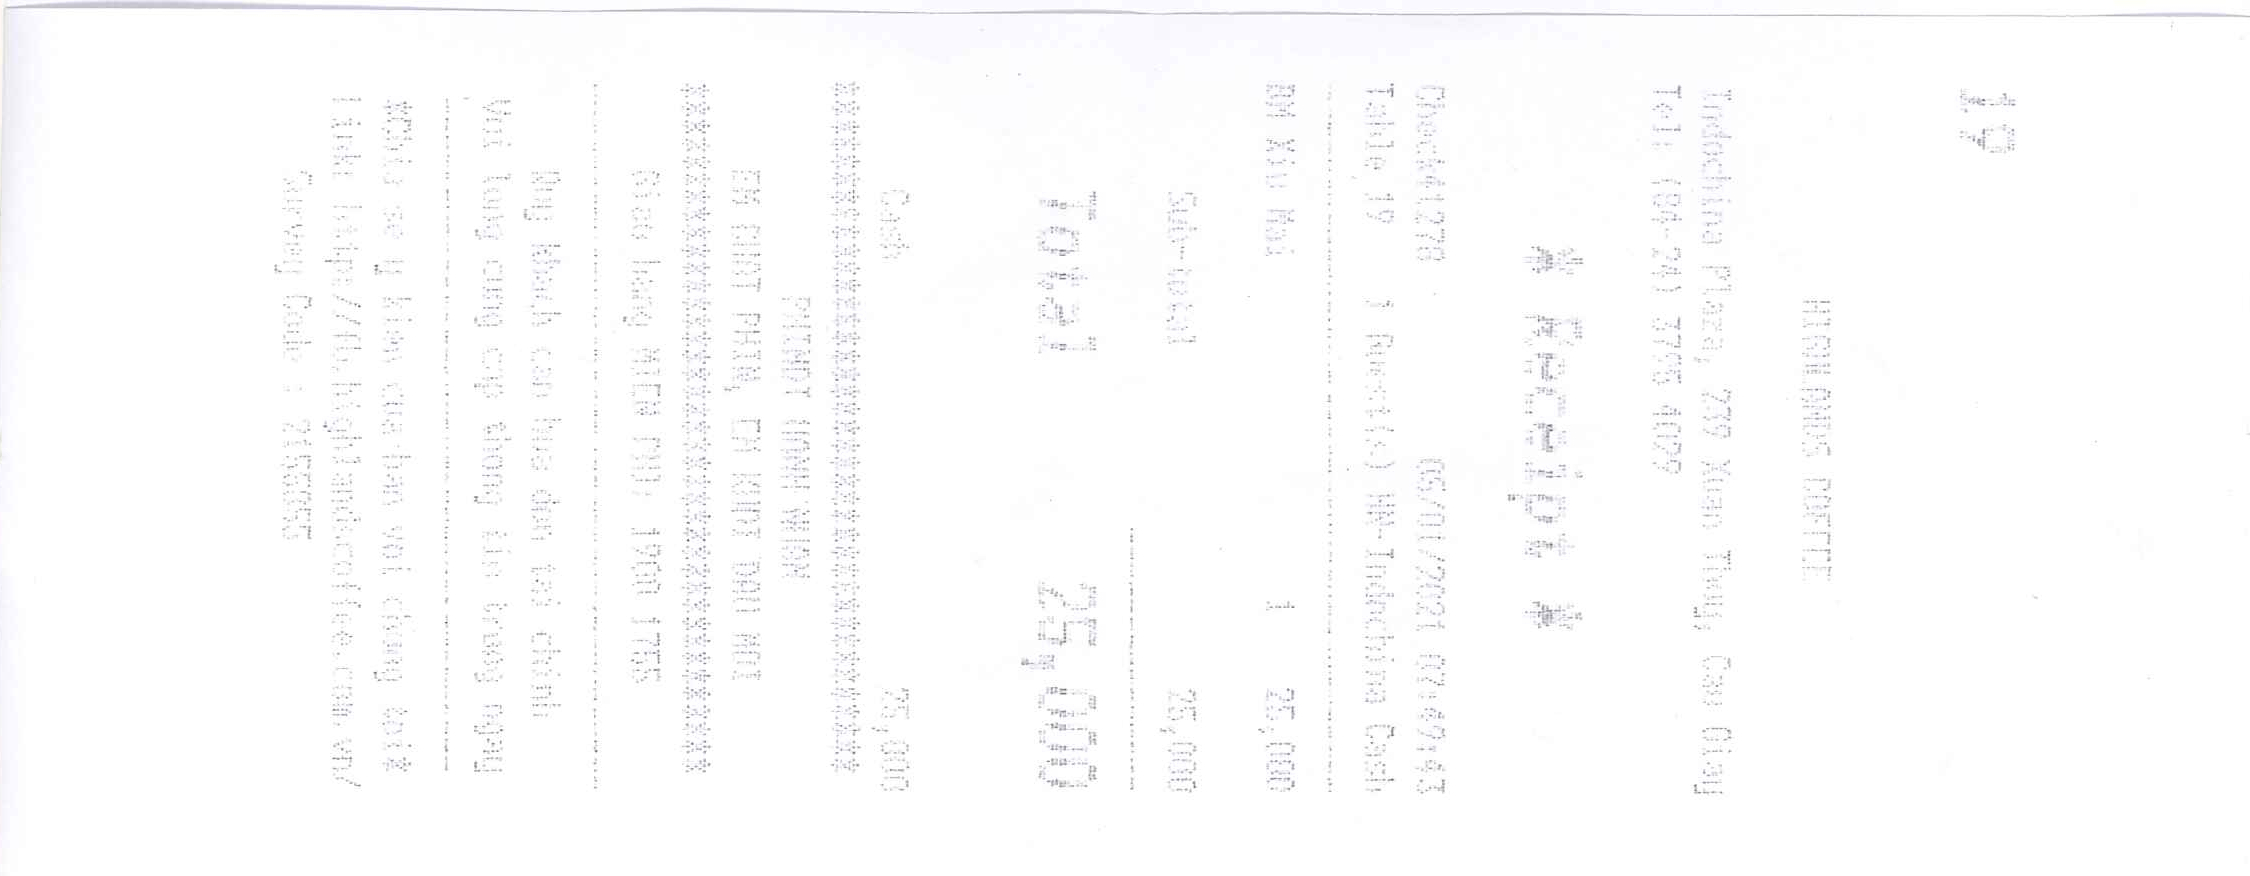 19
HIGHLANDS COFFEE
Indochina Plaza, 239 Xuan Thuy, Cau Giay
Tel: (84-24) 3795 4029
* Receipt *
05/01/2021 07:49:43
Table 19 1 Guest(s) HN-Indochina Cash
BM Xiu Mai 1 25,000
Sub-total 25,000
Total 25,000
Cash 25,000
***************************************
PHINDI HANH NHAN
EM CHAT PHIN, EM KHOI DAU MOI
***************************************
Giao hang MIEN PHI: 1900 1755
Quy khach can hoa don tai chinh
Vui long cung cap thong tin trong ngay
*Chia se y kien cua ban voi chung toi*
Link: http://fb.highlandscoffee.com.vn/
Survey Code :